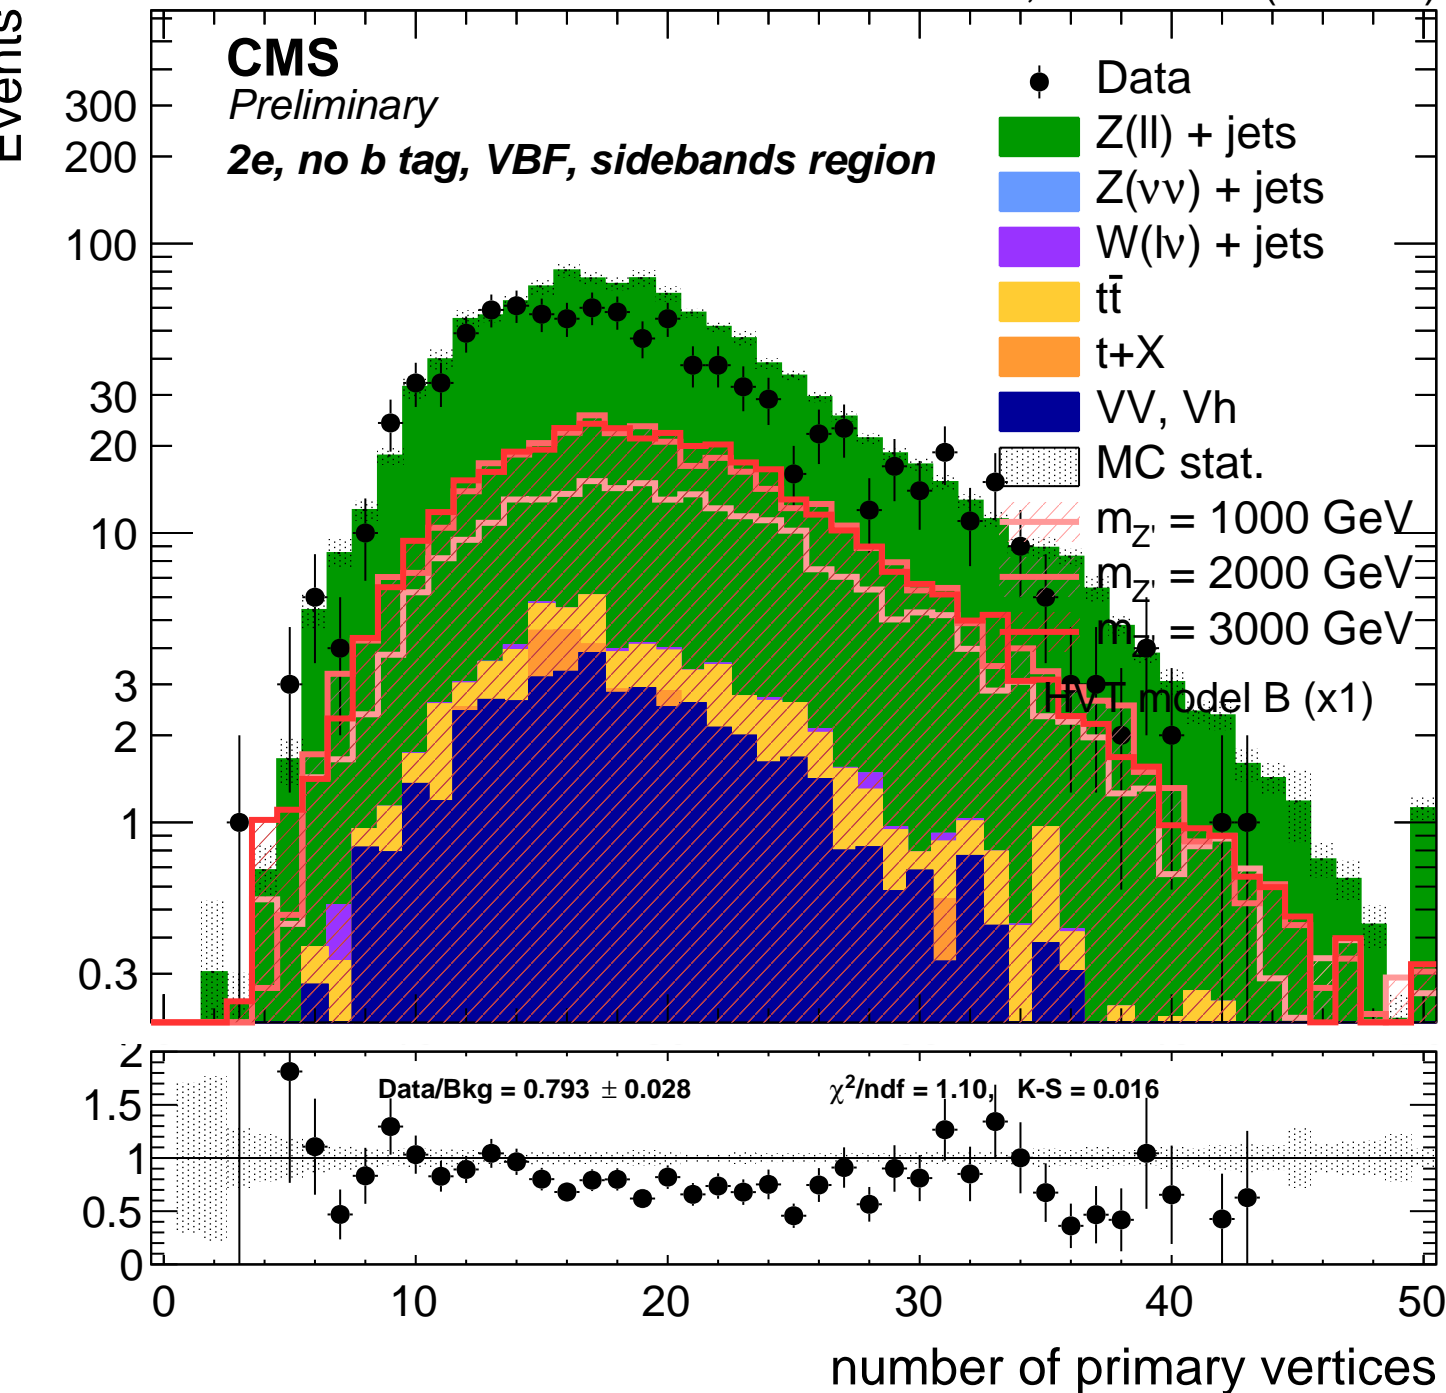 Events
CMS
Preliminary
2e, no b tag, VBF, sidebands region
Data
Z(ll) + jets
Z(νν) + jets
W(lν) + jets
tt̄
t+X
VV, Vh
MC stat.
m_Z' = 1000 GeV
m_Z' = 2000 GeV
m_Z' = 3000 GeV
HVT model B (x1)
300
200
100
30
20
10
3
2
1
0.3
Data/Bkg = 0.793 ± 0.028
χ²/ndf = 1.10, K-S = 0.016
2
1.5
1
0.5
0
0 10 20 30 40 50
number of primary vertices